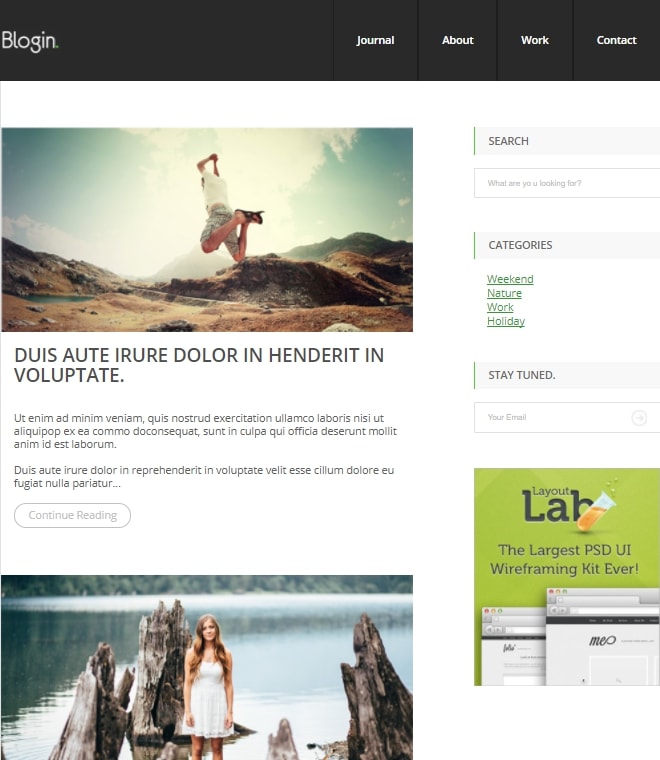 Blogin.
Journal
About
Work
Contact
DUIS AUTE IRURE DOLOR IN HENDERIT IN
VOLUPTATE.
Ut enim ad minim veniam, quis nostrud exercitation ullamco laboris nisi ut
aliquipop ex ea commo doconsequat, sunt in culpa qui officia deserunt mollit
anim id est laborum.
Duis aute irure dolor in reprehenderit in voluptate velit esse cillum dolore eu
fugiat nulla pariatur...
Continue Reading
SEARCH
What are yo u looking for?
CATEGORIES
Weekend
Nature
Work
Holiday
STAY TUNED.
Your Email
Layout
Lab
The Largest PSD UI
Wireframing Kit Ever!
folio
meo